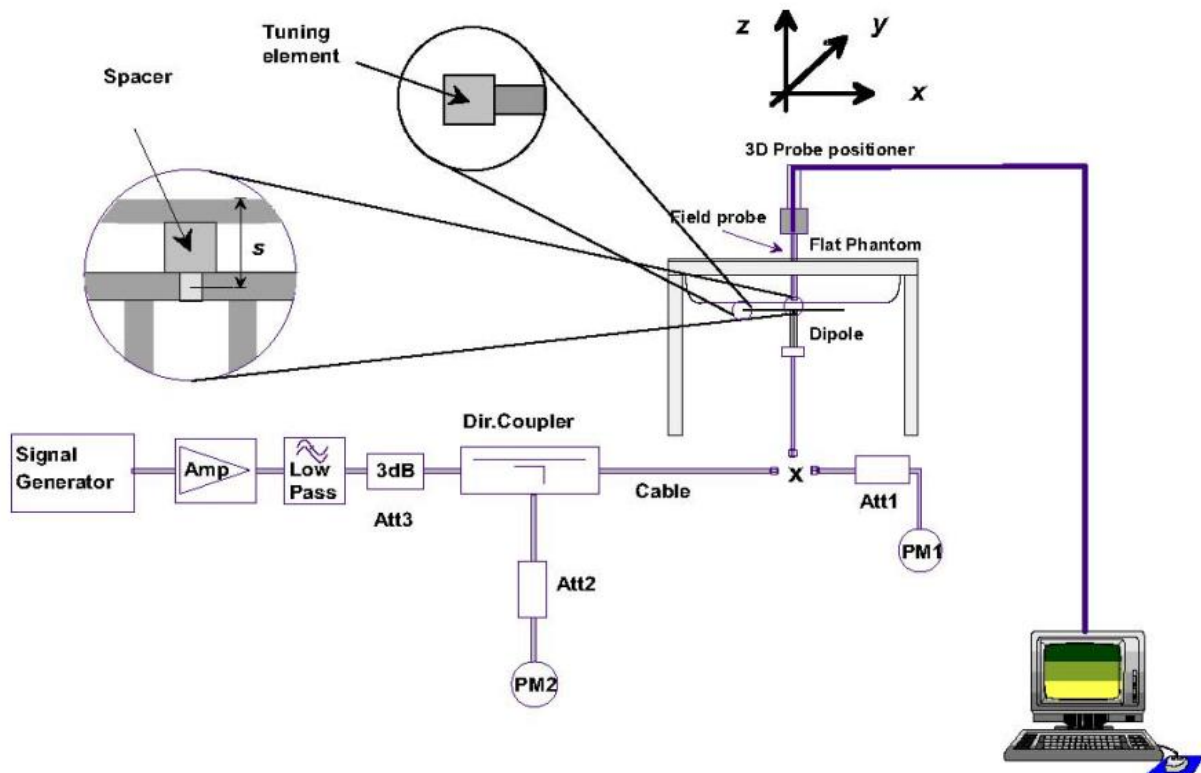 Tuning
element
Spacer
s
z
y
x
3D Probe positioner
Field probe
Flat Phantom
Dipole
Dir.Coupler
Signal
Generator
Amp
Low
Pass
3dB
Att3
Cable
x
Att1
PM1
Att2
PM2